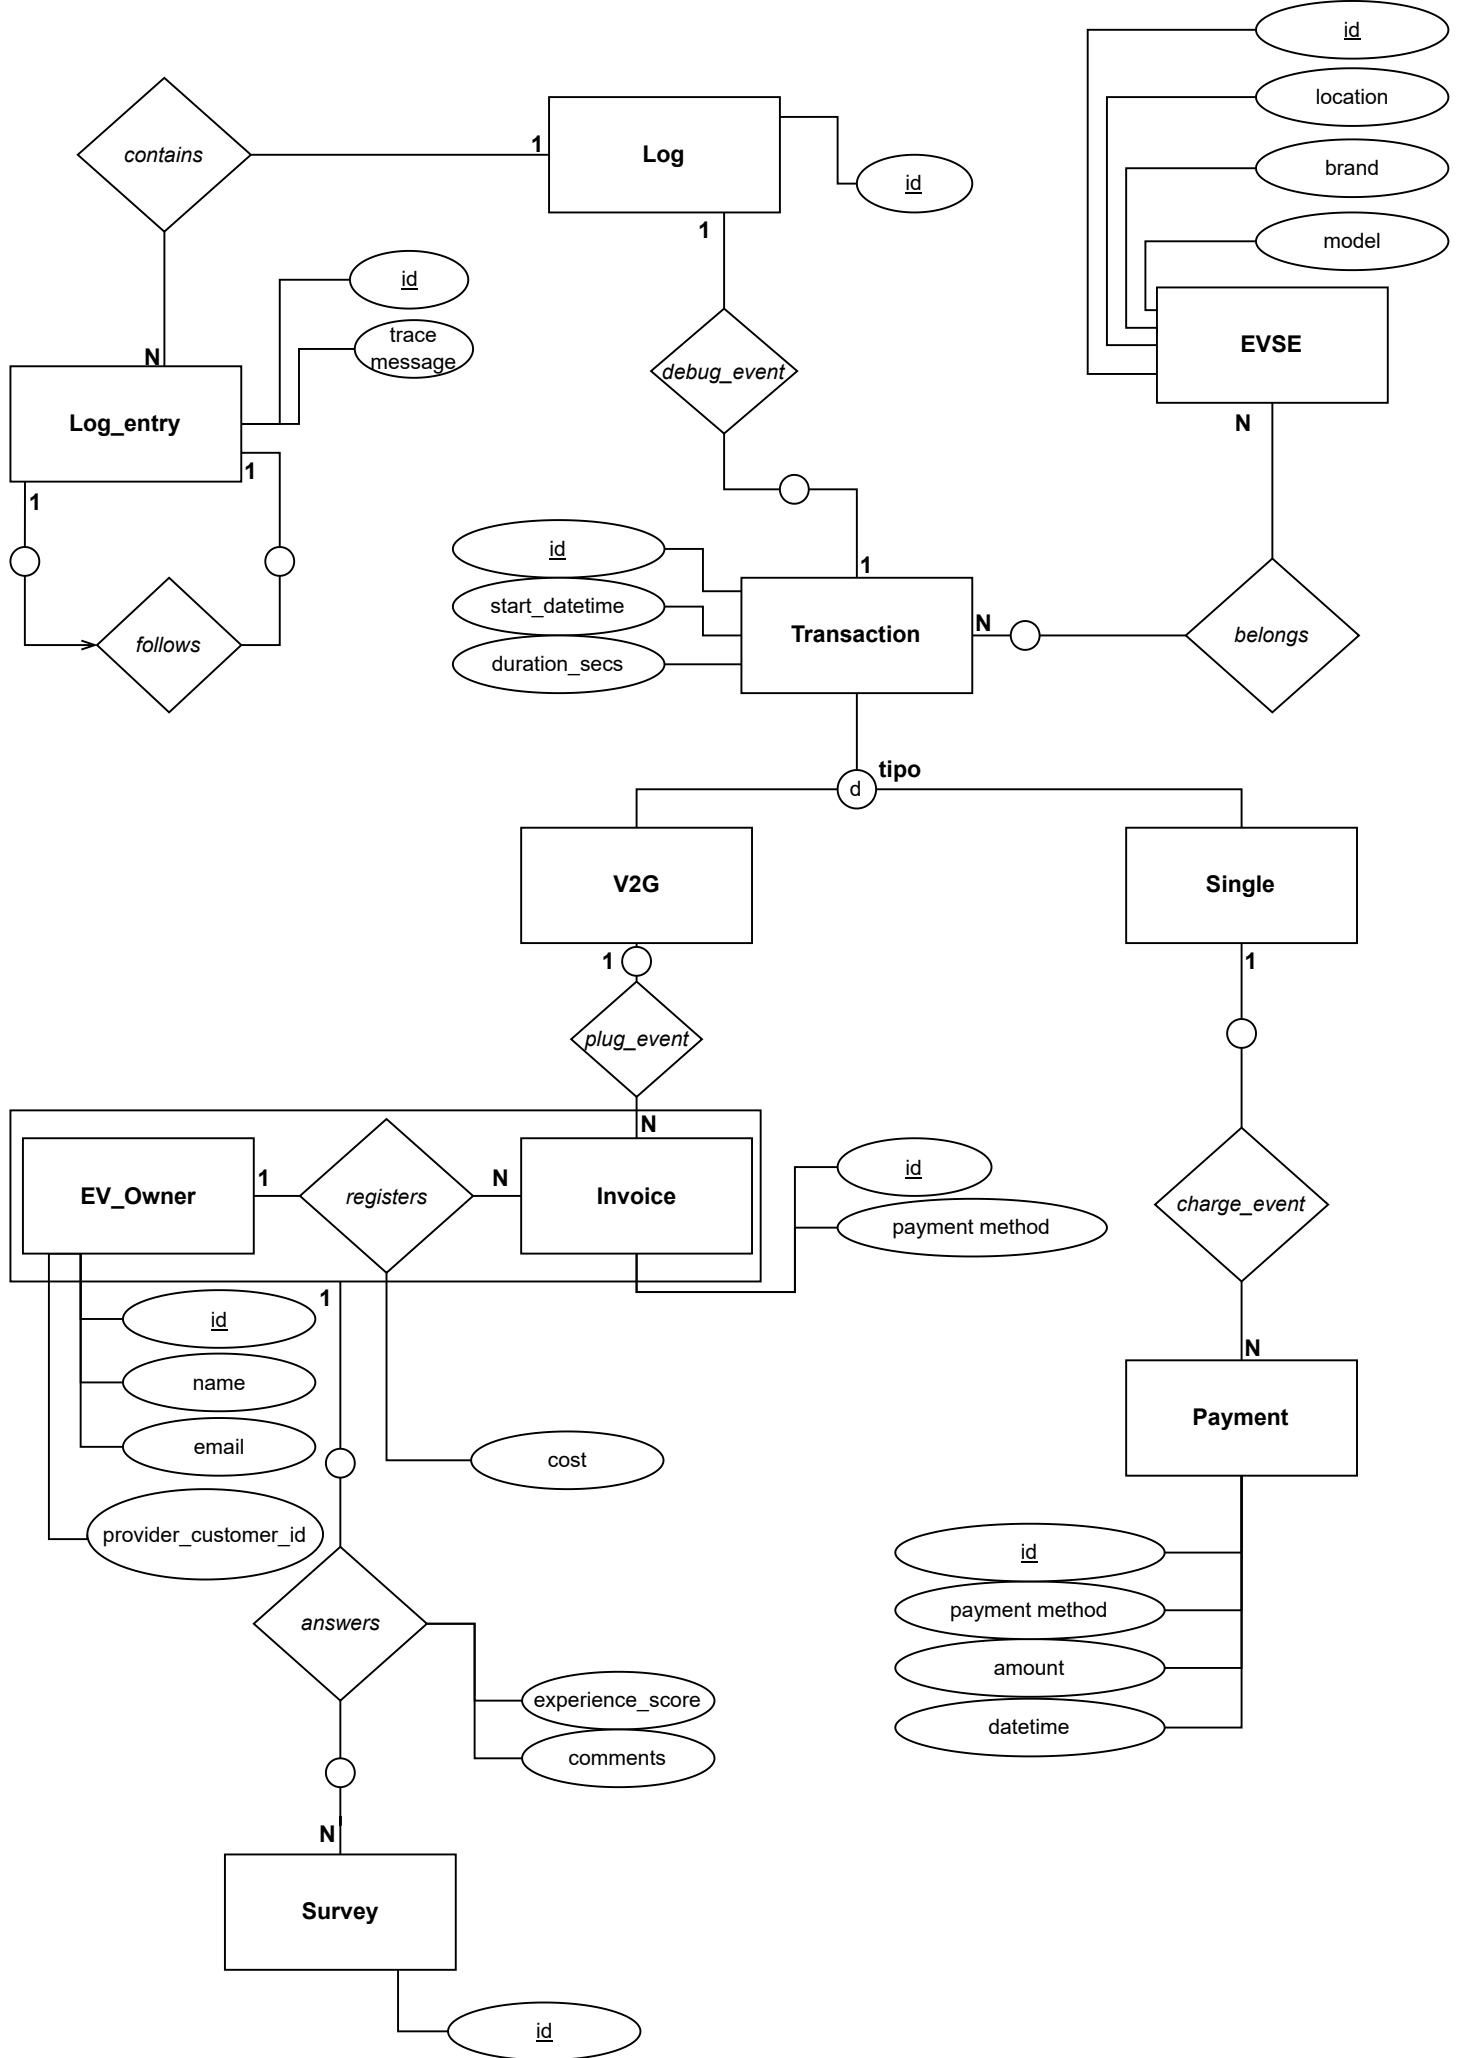 id
location
brand
model
contains
1
Log
id
1
id
trace
message
N
Log_entry
1
1
debug_event
EVSE
N
follows
id
start_datetime
duration_secs
1
Transaction
N
belongs
tipo
d
V2G
Single
1
1
plug_event
N
EV_Owner
1
registers
N
Invoice
id
payment method
charge_event
1
id
name
email
provider_customer_id
cost
N
Payment
answers
experience_score
comments
id
payment method
amount
datetime
N
Survey
id